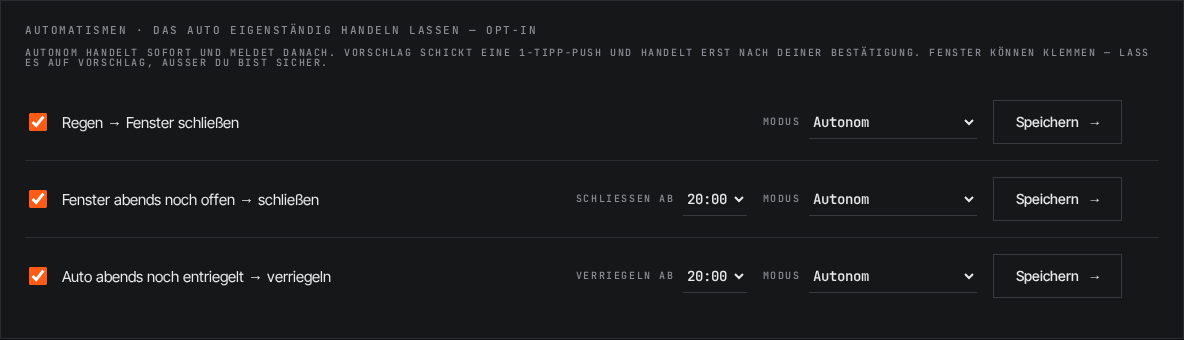 AUTOMATISMEN · DAS AUTO EIGENSTÄNDIG HANDELN LASSEN — OPT-IN
AUTONOM HANDELT SOFORT UND MELDET DANACH. VORSCHLAG SCHICKT EINE 1-TIPP-PUSH UND HANDELT ERST NACH DEINER BESTÄTIGUNG. FENSTER KÖNNEN KLEMMEN — LASS
ES AUF VORSCHLAG, AUSSER DU BIST SICHER.
Regen → Fenster schließen MODUS Autonom Speichern →
Fenster abends noch offen → schließen SCHLIESSEN AB 20:00 MODUS Autonom Speichern →
Auto abends noch entriegelt → verriegeln VERRIEGELN AB 20:00 MODUS Autonom Speichern →